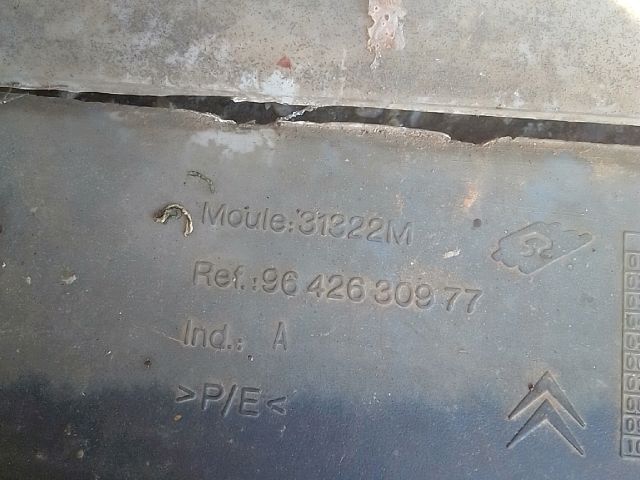 Moule:31322M
Ref.:96 426 309 77
Ind.: A
>P/E<